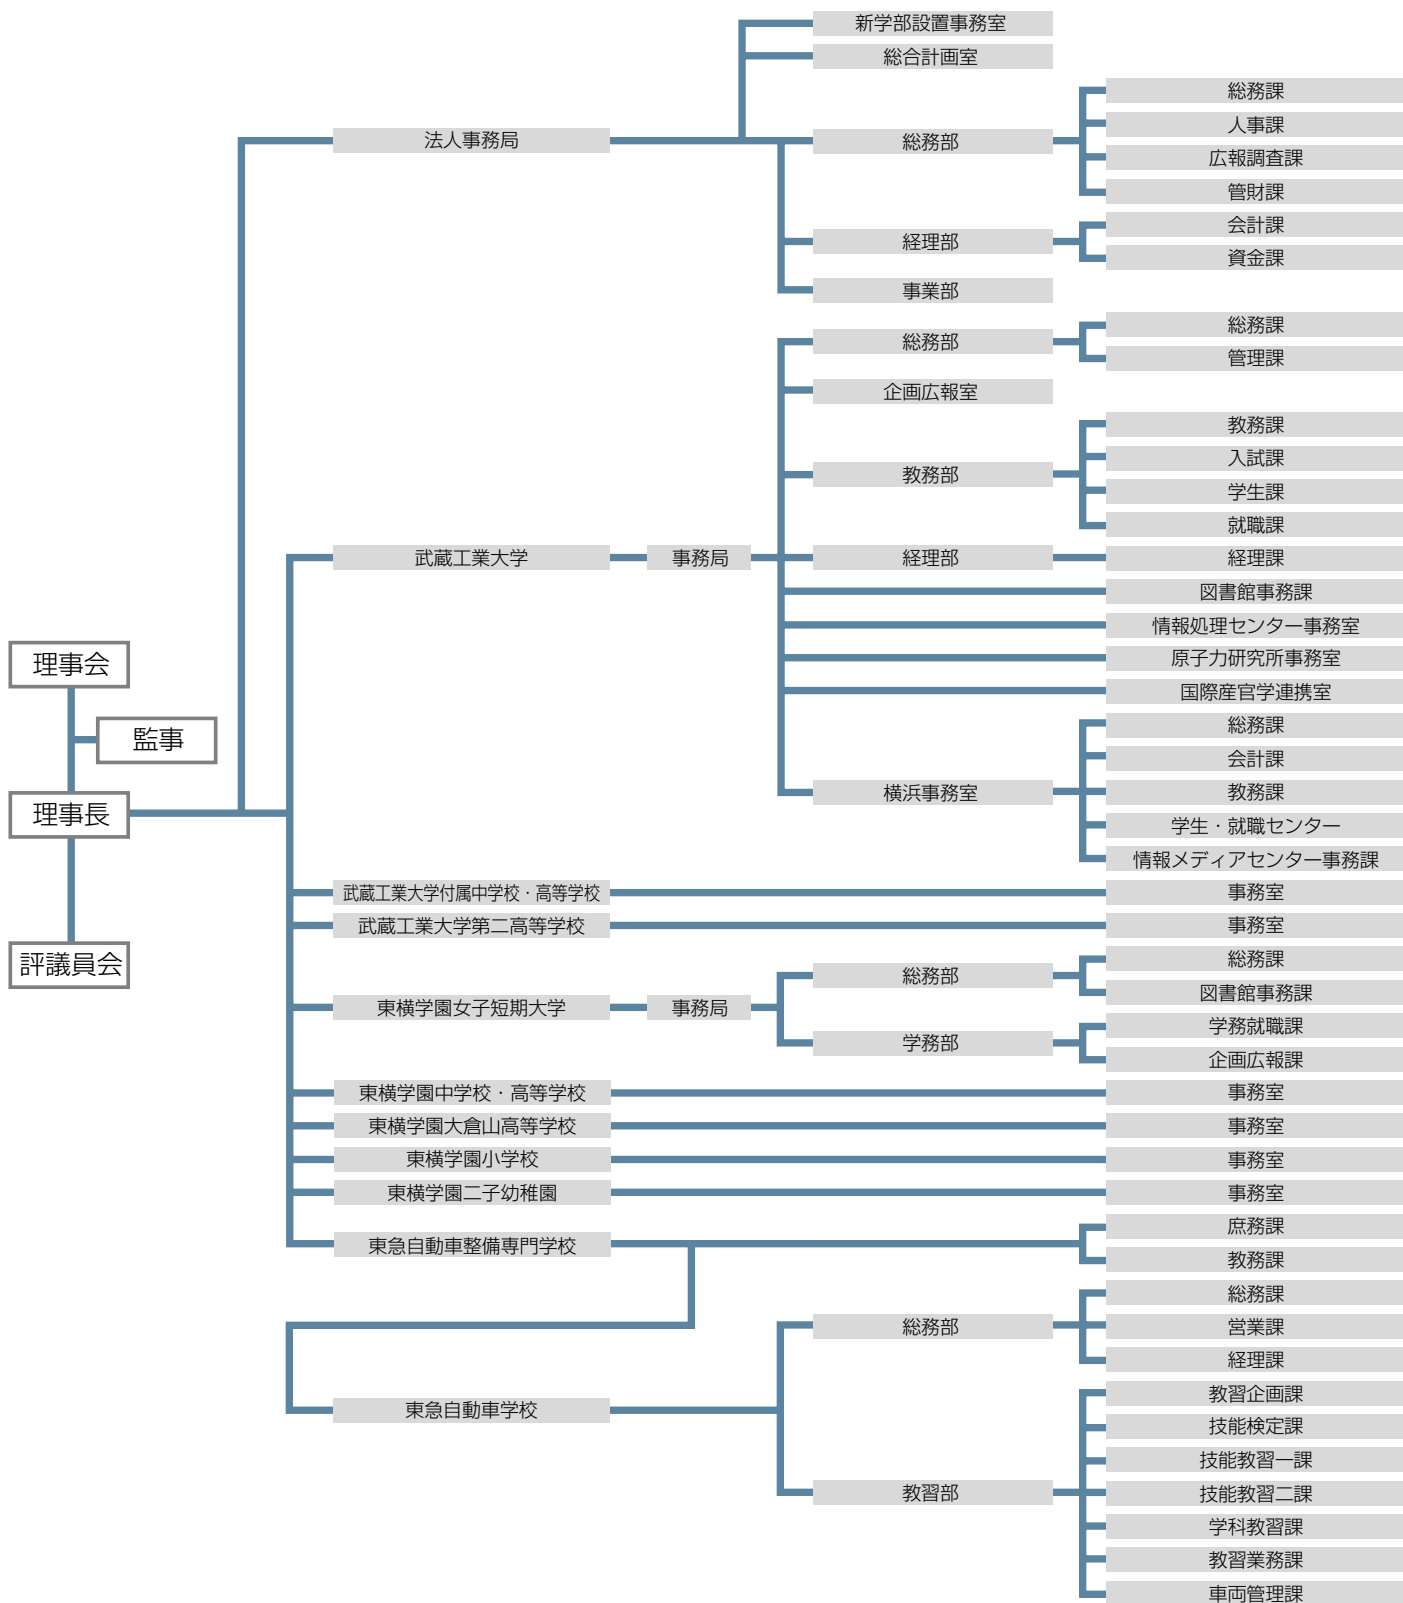 新学部設置事務室
総合計画室
総務課
人事課
法人事務局
総務部
広報調査課
管財課
会計課
経理部
資金課
事業部
総務課
総務部
管理課
企画広報室
教務課
入試課
教務部
学生課
就職課
武蔵工業大学
事務局
経理部
経理課
図書館事務課
情報処理センター事務室
理事会
原子力研究所事務室
国際産官学連携室
総務課
監事
会計課
横浜事務室
教務課
理事長
学生・就職センター
情報メディアセンター事務課
武蔵工業大学付属中学校・高等学校
事務室
武蔵工業大学第二高等学校
事務室
評議員会
総務課
総務部
図書館事務課
東横学園女子短期大学
事務局
学務就職課
学務部
企画広報課
東横学園中学校・高等学校
事務室
東横学園大倉山高等学校
事務室
東横学園小学校
事務室
東横学園二子幼稚園
事務室
庶務課
東急自動車整備専門学校
教務課
総務課
総務部
営業課
経理課
教習企画課
東急自動車学校
技能検定課
技能教習一課
教習部
技能教習二課
学科教習課
教習業務課
車両管理課